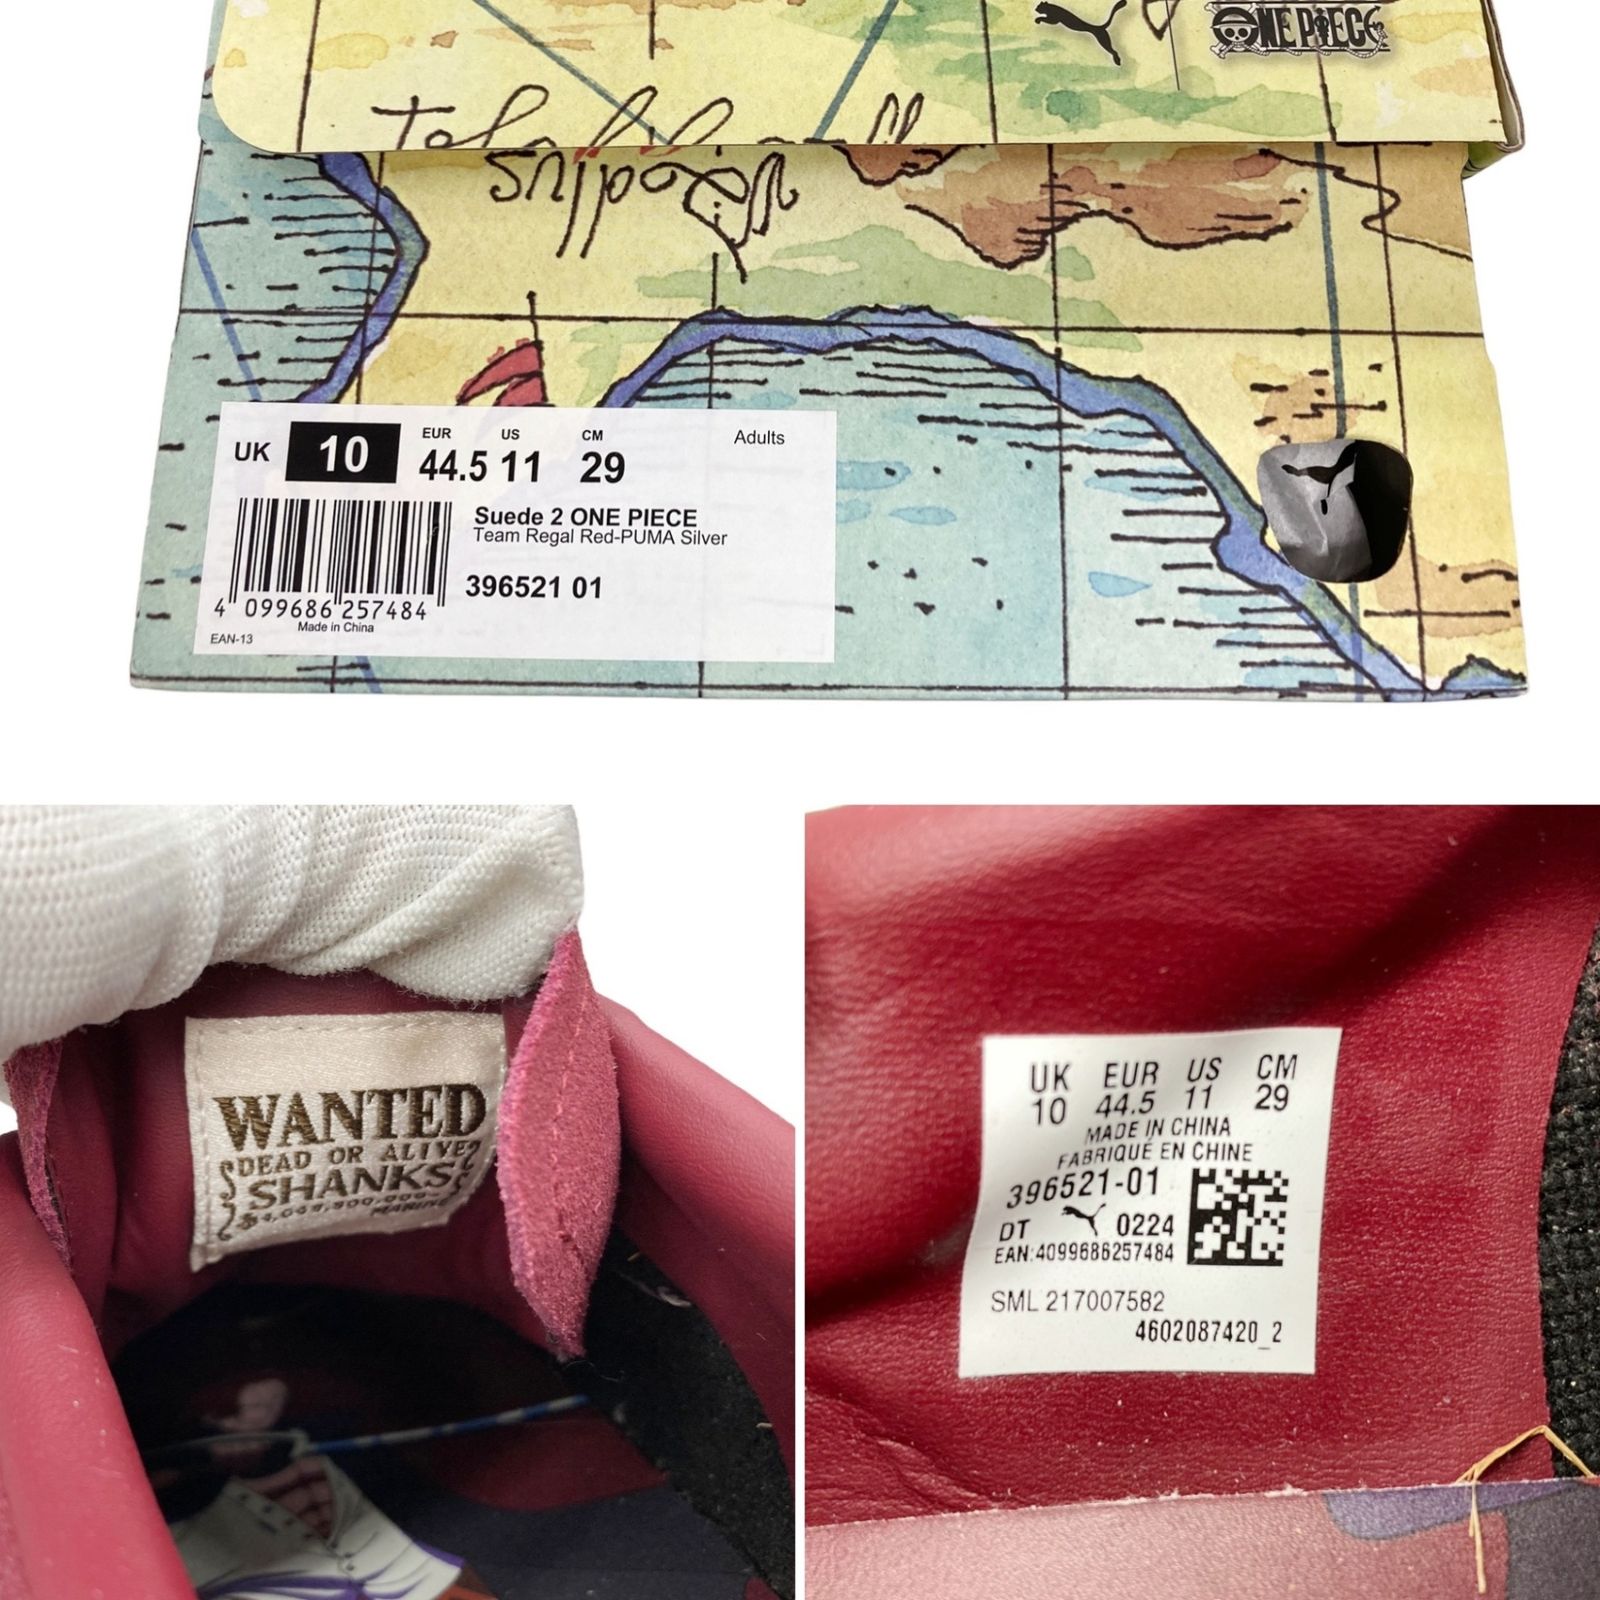 ONE PIECE
UK 10 EUR 44.5 US 11 CM 29 Adults
Suede 2 ONE PIECE
Team Regal Red-PUMA Silver
396521 01
4 099686 257484
Made in China
EAN-13
WANTED
DEAD OR ALIVE
SHANKS
MARINE
UK EUR US CM
10 44.5 11 29
MADE IN CHINA
FABRIQUÉ EN CHINE
396521-01
DT 0224
EAN:4099686257484
SML 217007582
4602087420_2